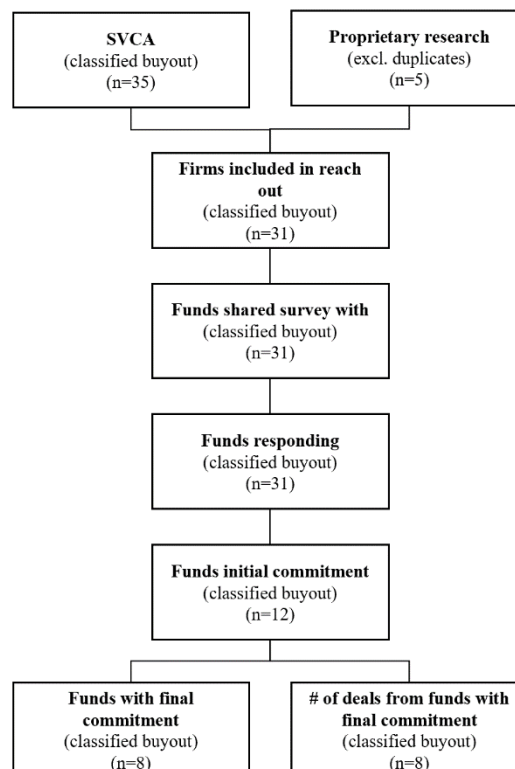 SVCA
(classified buyout)
(n=35)
Proprietary research
(excl. duplicates)
(n=5)
Firms included in reach
out
(classified buyout)
(n=31)
Funds shared survey with
(classified buyout)
(n=31)
Funds responding
(classified buyout)
(n=31)
Funds initial commitment
(classified buyout)
(n=12)
Funds with final
commitment
(classified buyout)
(n=8)
# of deals from funds with
final commitment
(classified buyout)
(n=8)